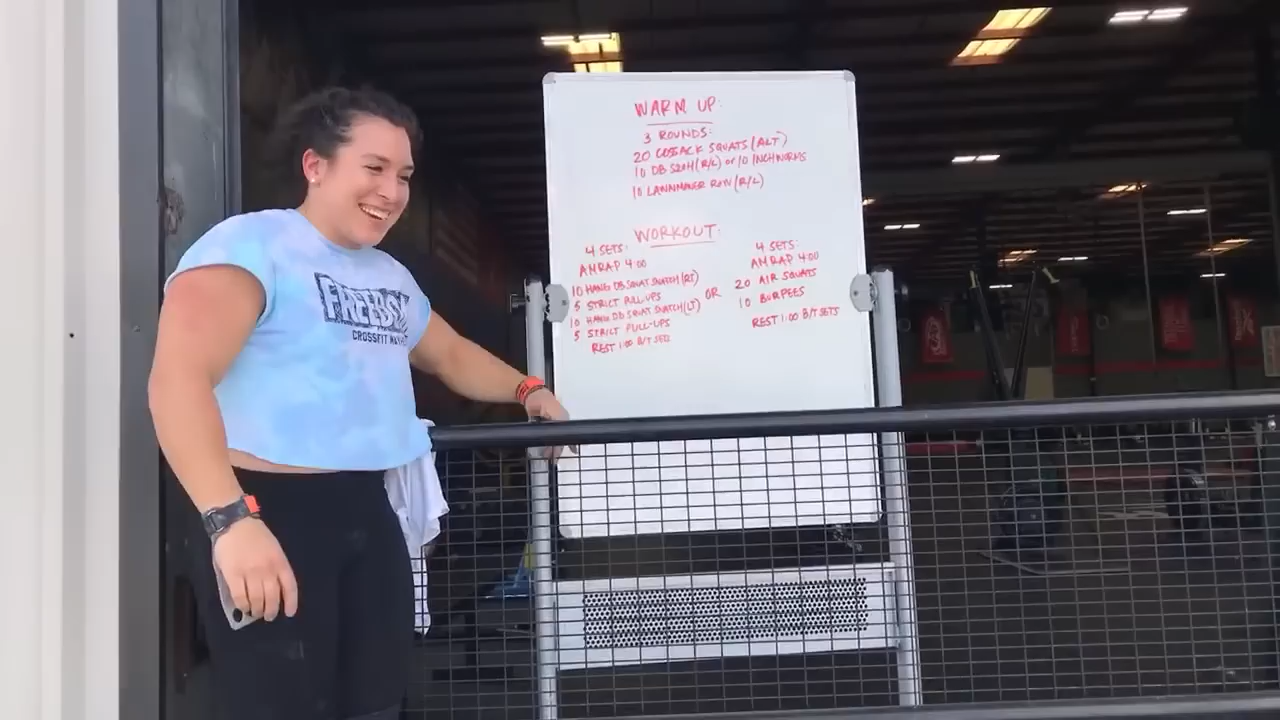 WARM UP:
3 ROUNDS:
20 COSSACK SQUATS (ALT)
10 DB S2OH (R/L) or 10 INCHWORMS
10 LAWNMOWER ROW (R/L)
WORKOUT:
4 SETS:
AMRAP 4:00
10 HANG DB SQUAT SNATCH (RT)
5 STRICT PULL-UPS
10 HANG DB SQUAT SNATCH (LT)
5 STRICT PULL-UPS
REST 1:00 B/T SETS
OR
4 SETS:
AMRAP 4:00
20 AIR SQUATS
10 BURPEES
REST 1:00 B/T SETS
CROSSFIT